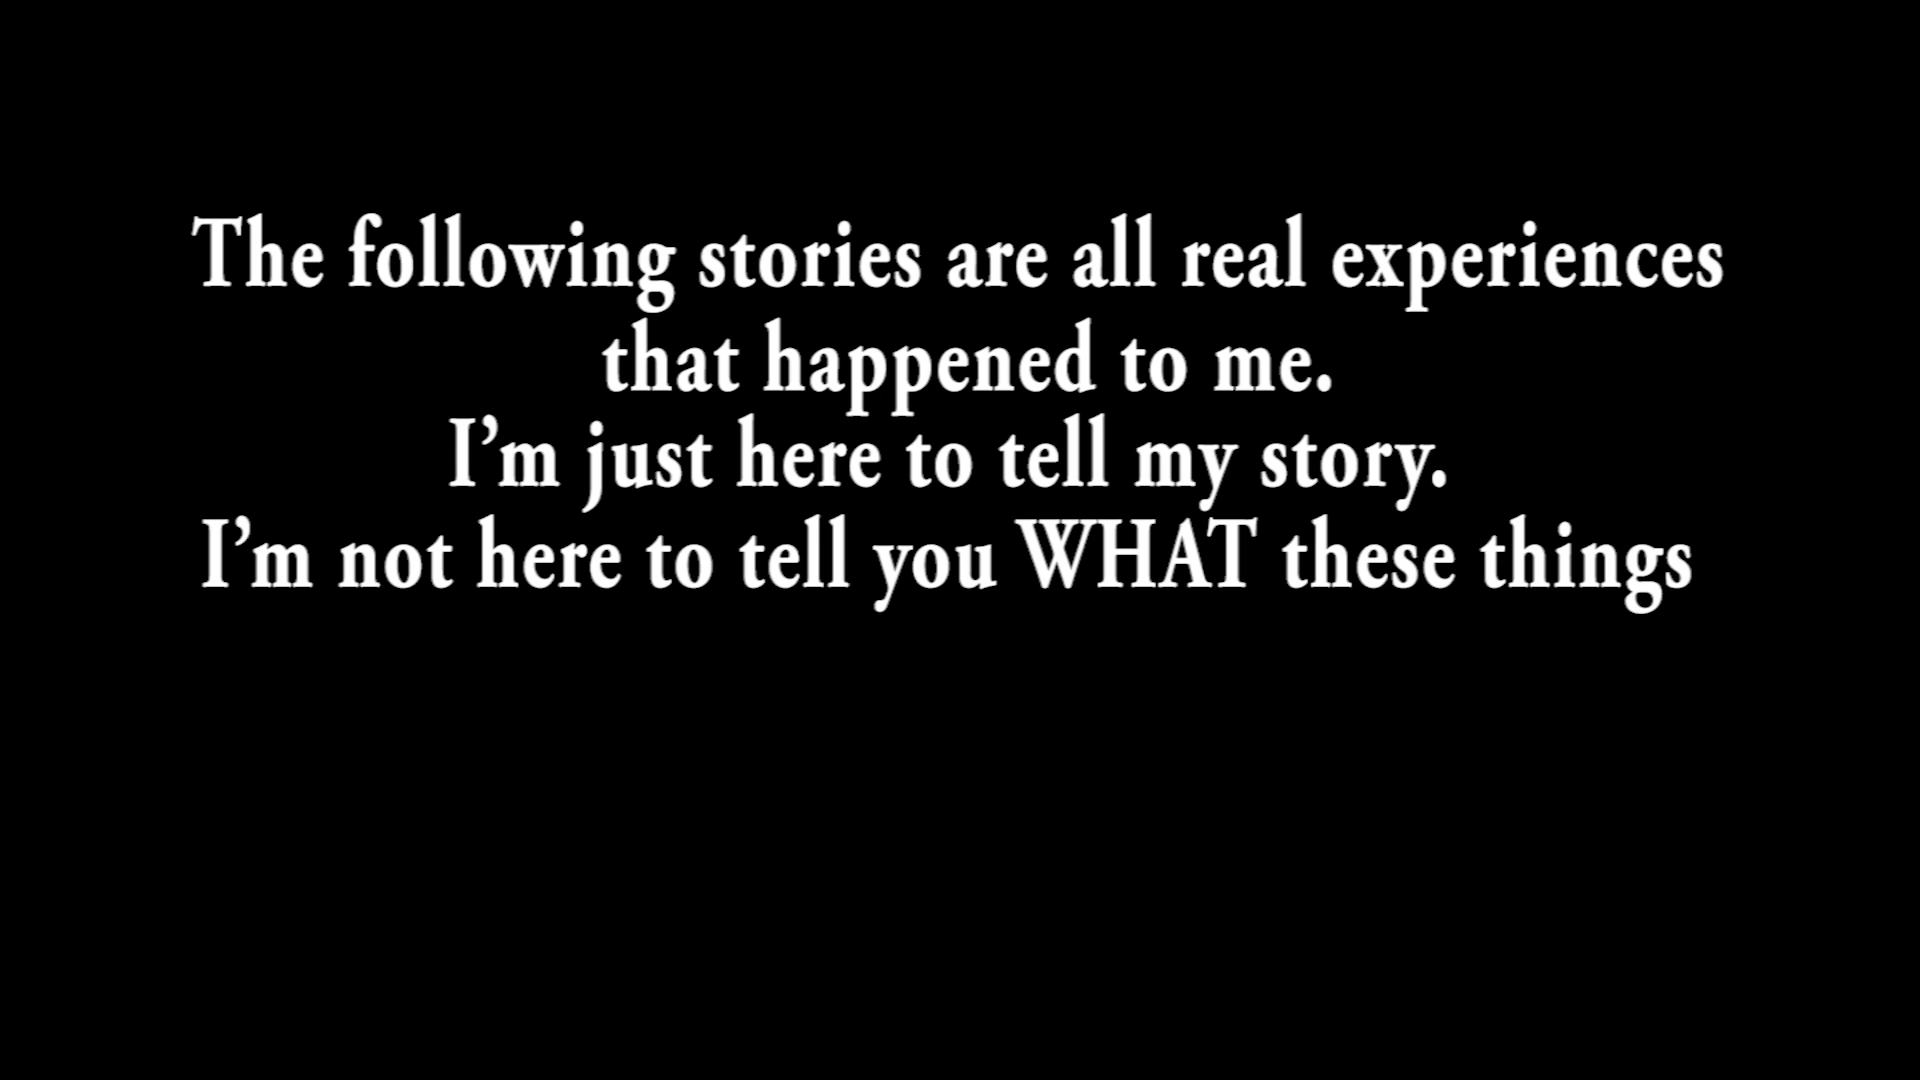 The following stories are all real experiences
that happened to me.
I’m just here to tell my story.
I’m not here to tell you WHAT these things